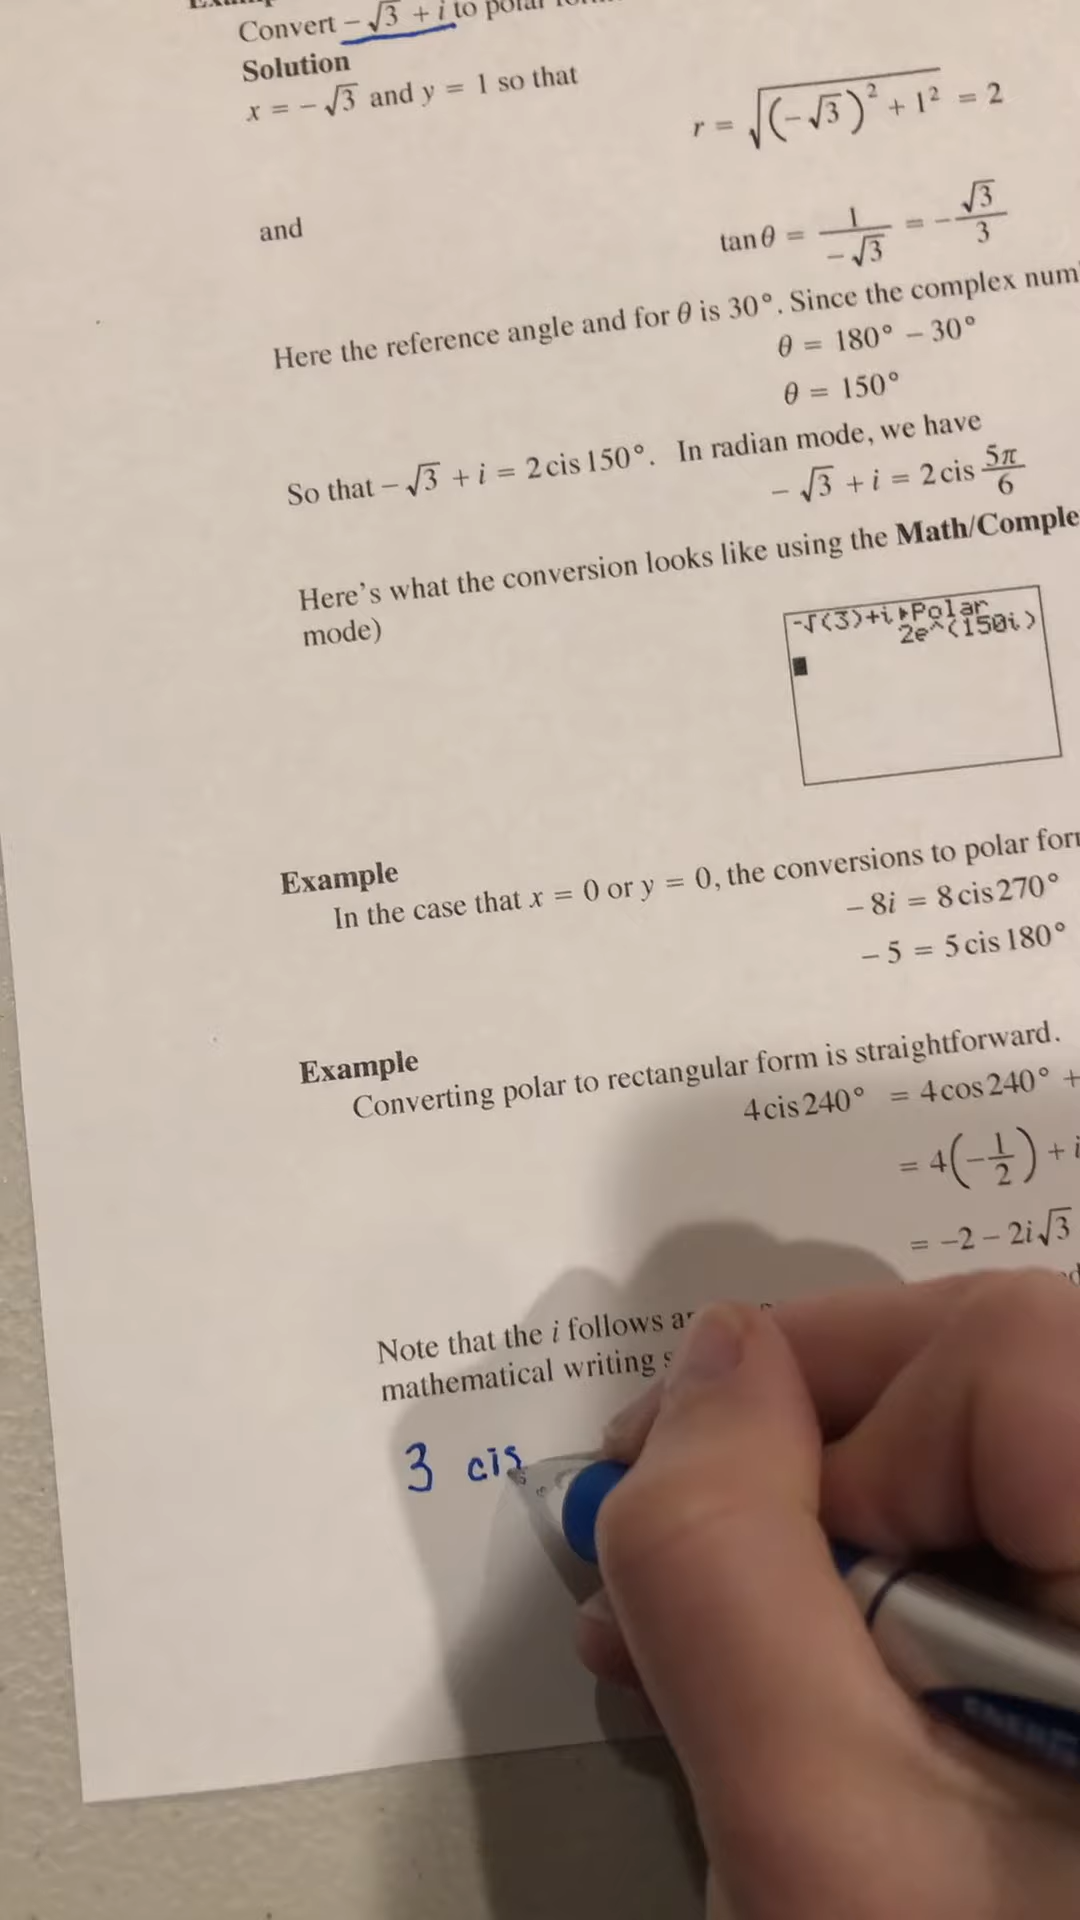 Convert −√3 + i to polar
Solution
x = −√3 and y = 1 so that
r = √((−√3)² + 1²) = 2
and
tan θ = 1/(−√3) = −√3/3
Here the reference angle and for θ is 30°. Since the complex num
θ = 180° − 30°
θ = 150°
So that −√3 + i = 2 cis 150°. In radian mode, we have
−√3 + i = 2 cis 5π/6
Here's what the conversion looks like using the Math/Comple
mode)
-√(3)+i▸Polar
2e^(150i)
Example
In the case that x = 0 or y = 0, the conversions to polar for
−8i = 8 cis 270°
−5 = 5 cis 180°
Example
Converting polar to rectangular form is straightforward.
4 cis 240° = 4 cos 240° +
= 4(−1/2) + i
= −2 − 2i√3
Note that the i follows
mathematical writing
3 cis